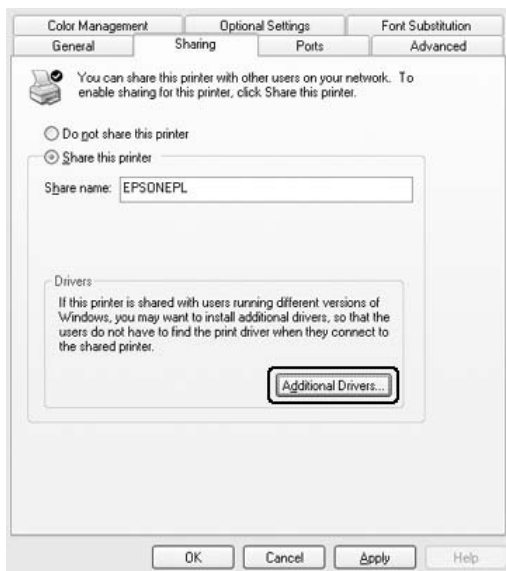 Color Management Optional Settings Font Substitution
General Sharing Ports Advanced
You can share this printer with other users on your network. To
enable sharing for this printer, click Share this printer.
Do not share this printer
Share this printer
Share name: EPSONEPL
Drivers
If this printer is shared with users running different versions of
Windows, you may want to install additional drivers, so that the
users do not have to find the print driver when they connect to
the shared printer.
Additional Drivers...
OK Cancel Apply Help